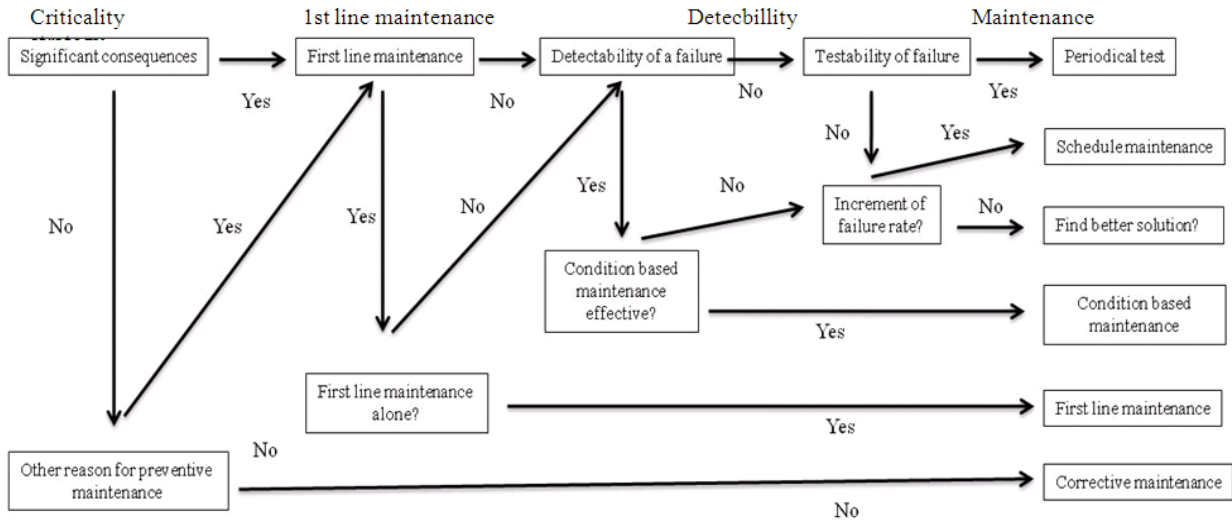 Criticality
1st line maintenance
Detecbillity
Maintenance
Significant consequences
First line maintenance
Detectability of a failure
Testability of failure
Periodical test
Yes
No
No
Yes
No
Yes
Schedule maintenance
No
Yes
Yes
No
Yes
No
Increment of
failure rate?
No
Find better solution?
Condition based
maintenance
effective?
Yes
Condition based
maintenance
First line maintenance
alone?
Yes
First line maintenance
No
Other reason for preventive
maintenance
No
Corrective maintenance